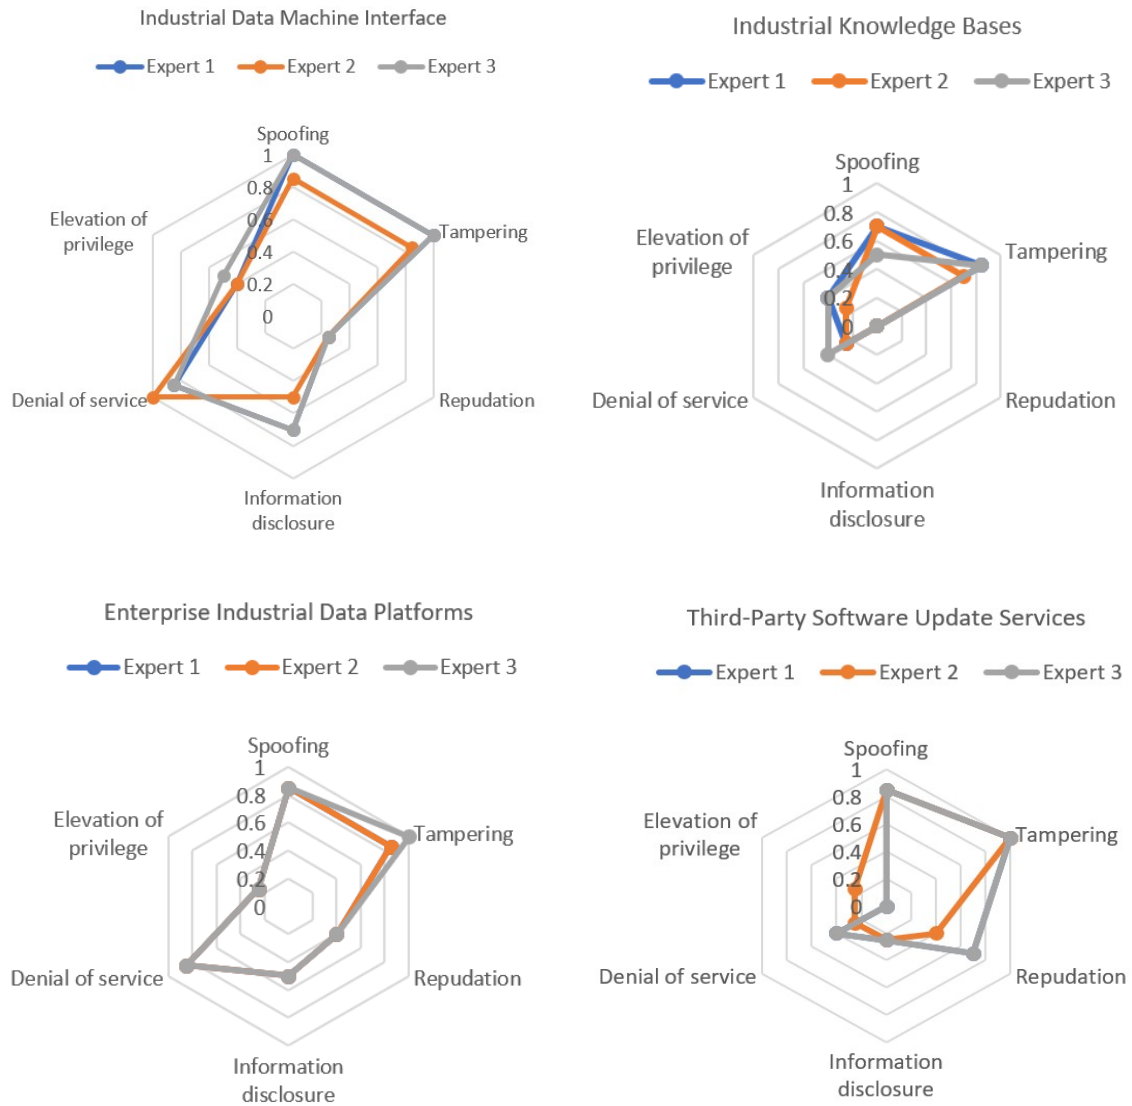 Industrial Data Machine Interface
Expert 1 Expert 2 Expert 3
Spoofing
1
0.8
0.6
0.4
0.2
0
Tampering
Repudation
Information
disclosure
Denial of service
Elevation of
privilege
Industrial Knowledge Bases
Expert 1 Expert 2 Expert 3
Spoofing
1
0.8
0.6
0.4
0.2
0
Tampering
Repudation
Information
disclosure
Denial of service
Elevation of
privilege
Enterprise Industrial Data Platforms
Expert 1 Expert 2 Expert 3
Spoofing
1
0.8
0.6
0.4
0.2
0
Tampering
Repudation
Information
disclosure
Denial of service
Elevation of
privilege
Third-Party Software Update Services
Expert 1 Expert 2 Expert 3
Spoofing
1
0.8
0.6
0.4
0.2
0
Tampering
Repudation
Information
disclosure
Denial of service
Elevation of
privilege